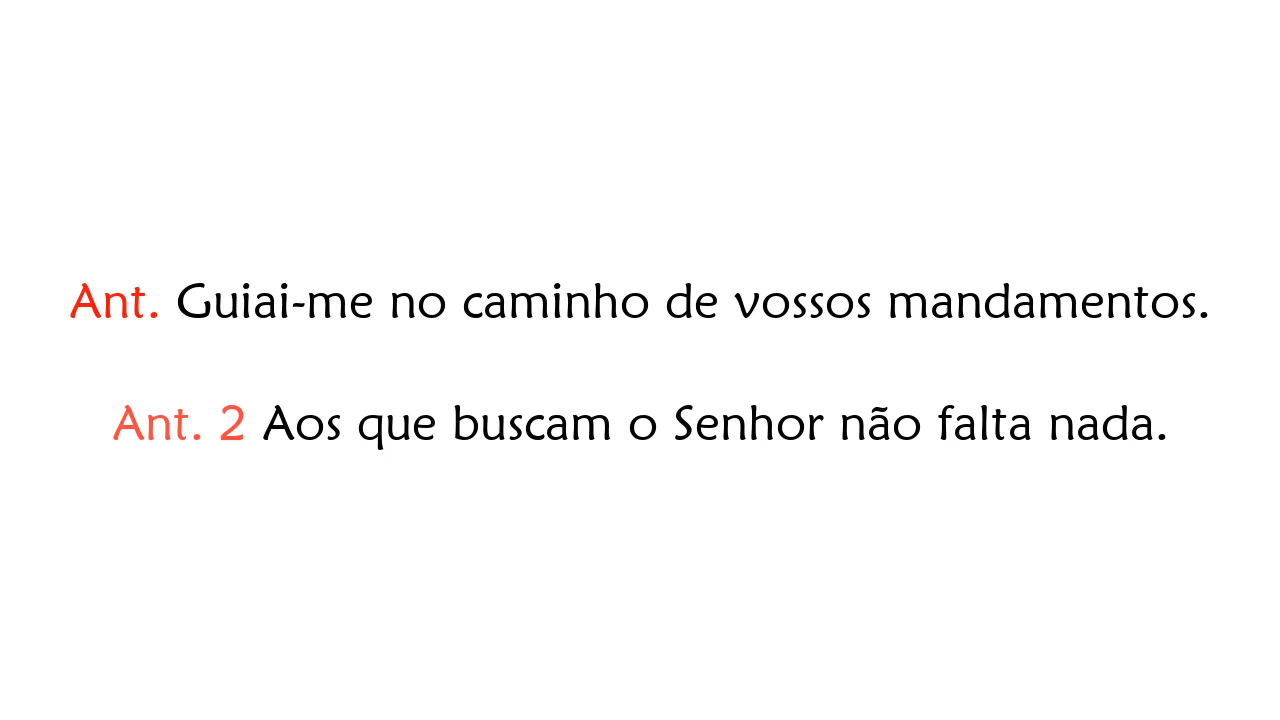 Ant. Guiai-me no caminho de vossos mandamentos.
Ant. 2 Aos que buscam o Senhor não falta nada.